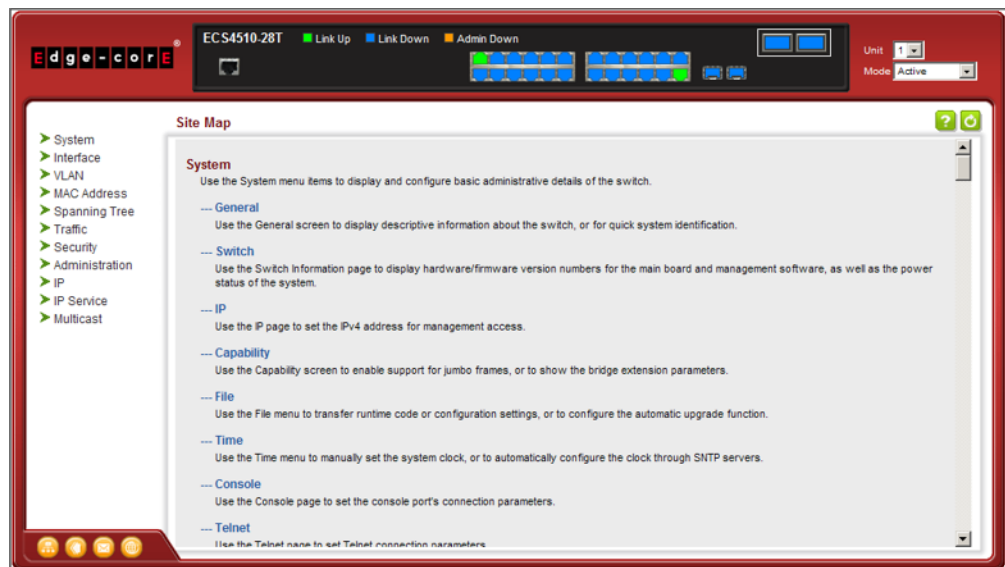 Edge-corE®
ECS4510-28T
Link Up
Link Down
Admin Down
Unit 1
Mode Active
System
Interface
VLAN
MAC Address
Spanning Tree
Traffic
Security
Administration
IP
IP Service
Multicast
Site Map
?
System
Use the System menu items to display and configure basic administrative details of the switch.
--- General
Use the General screen to display descriptive information about the switch, or for quick system identification.
--- Switch
Use the Switch Information page to display hardware/firmware version numbers for the main board and management software, as well as the power
status of the system.
--- IP
Use the IP page to set the IPv4 address for management access.
--- Capability
Use the Capability screen to enable support for jumbo frames, or to show the bridge extension parameters.
--- File
Use the File menu to transfer runtime code or configuration settings, or to configure the automatic upgrade function.
--- Time
Use the Time menu to manually set the system clock, or to automatically configure the clock through SNTP servers.
--- Console
Use the Console page to set the console port's connection parameters.
--- Telnet
Use the Telnet page to set Telnet connection parameters